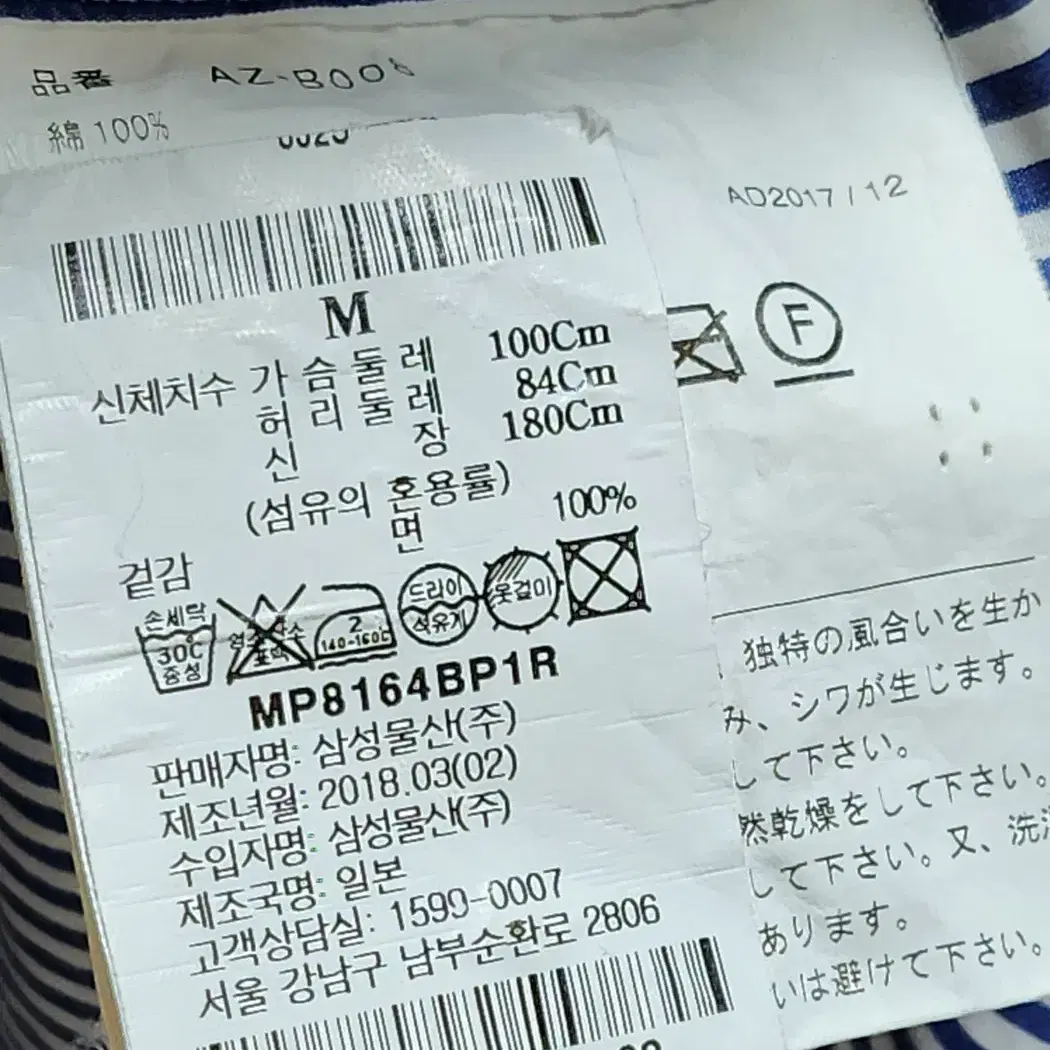 品番 AZ-B008
綿 100%
AD2017 / 12
M
F
신체치수 가슴둘레 100Cm
허리둘레 84Cm
신장 180Cm
(섬유의 혼용률)
면 100%
겉감
손세탁
30℃
중성
염소
표백
2
140~160℃
드라이
석유계
옷걸이
MP8164BP1R
판매자명: 삼성물산(주)
제조년월: 2018.03(02)
수입자명: 삼성물산(주)
제조국명: 일본
고객상담실: 1599-0007
서울 강남구 남부순환로 2806
独特の風合いを生か
み、シワが生じます。
して下さい。
然乾燥をして下さい。
して下さい。又、洗
あります。
いは避けて下さい。